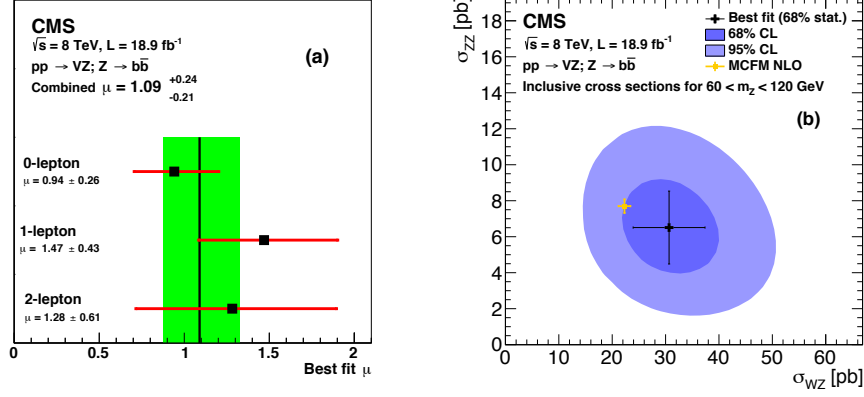 CMS
√s = 8 TeV, L = 18.9 fb⁻¹
pp → VZ; Z → bb̅
Combined μ = 1.09 +0.24 -0.21
(a)
0-lepton
μ = 0.94 ± 0.26
1-lepton
μ = 1.47 ± 0.43
2-lepton
μ = 1.28 ± 0.61
0 0.5 1 1.5 2
Best fit μ
σZZ [pb]
18
16
14
12
10
8
6
4
2
0
CMS
√s = 8 TeV, L = 18.9 fb⁻¹
pp → VZ; Z → bb̅
Inclusive cross sections for 60 < mZ < 120 GeV
Best fit (68% stat.)
68% CL
95% CL
MCFM NLO
(b)
0 10 20 30 40 50 60
σWZ [pb]